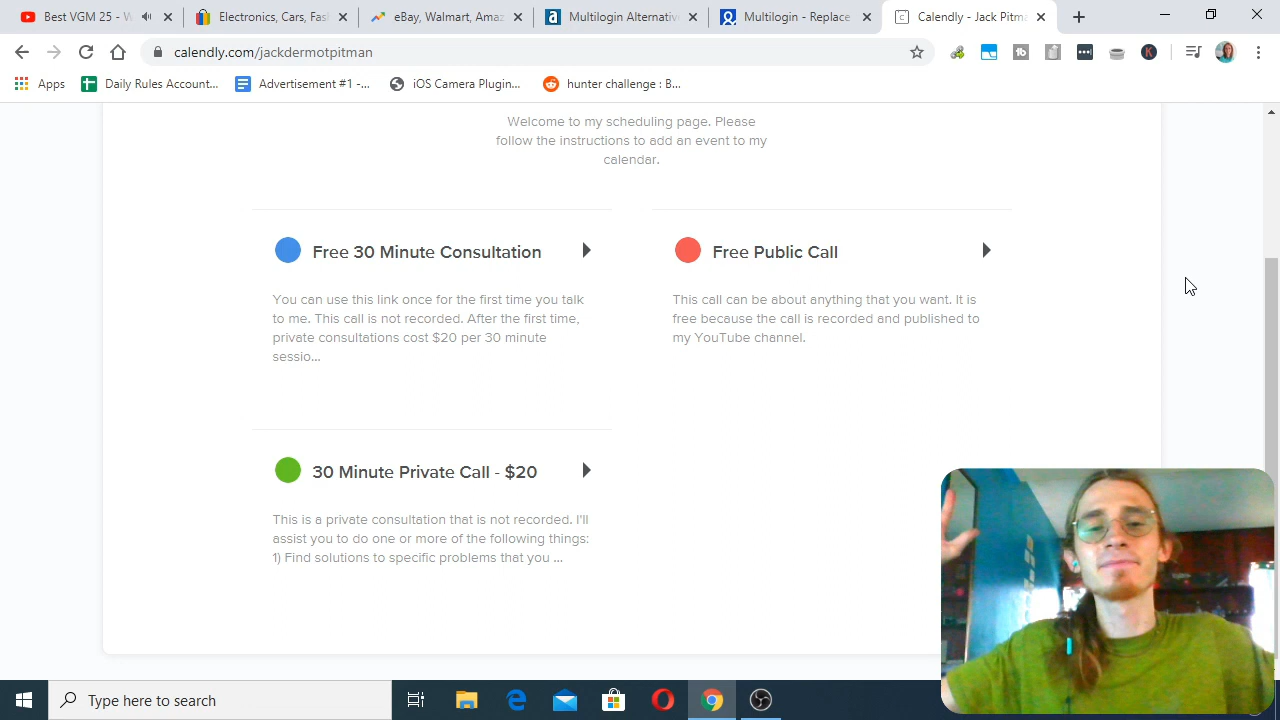 Best VGM 25 - W
Electronics, Cars, Fash
eBay, Walmart, Amaz
Multilogin Alternativ
Multilogin - Replace
Calendly - Jack Pitma
calendly.com/jackdermotpitman
Apps
Daily Rules Account...
Advertisement #1 -...
iOS Camera Plugin...
hunter challenge : B...
Welcome to my scheduling page. Please
follow the instructions to add an event to my
calendar.
Free 30 Minute Consultation
You can use this link once for the first time you talk
to me. This call is not recorded. After the first time,
private consultations cost $20 per 30 minute
sessio...
Free Public Call
This call can be about anything that you want. It is
free because the call is recorded and published to
my YouTube channel.
30 Minute Private Call - $20
This is a private consultation that is not recorded. I'll
assist you to do one or more of the following things:
1) Find solutions to specific problems that you ...
Type here to search